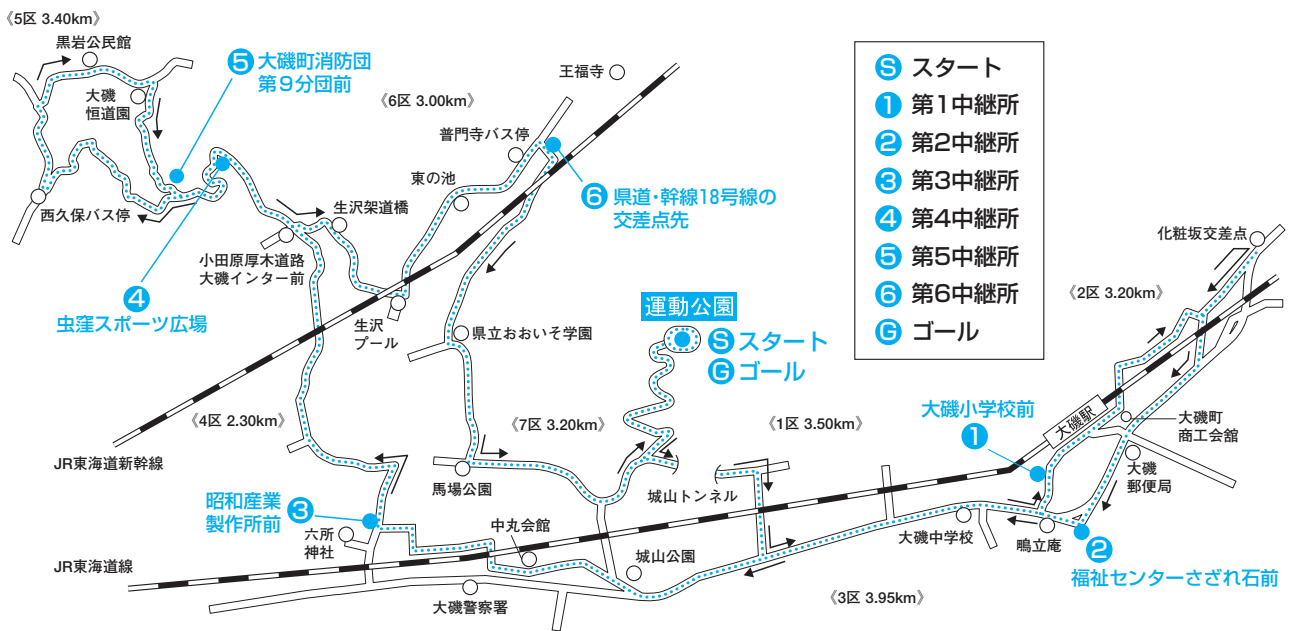 《5区 3.40km》
黒岩公民館
大磯
恒道園
⑤ 大磯町消防団
第9分団前
《6区 3.00km》
王福寺
普門寺バス停
東の池
⑥ 県道・幹線18号線の
交差点先
西久保バス停
生沢架道橋
小田原厚木道路
大磯インター前
④
虫窪スポーツ広場
生沢
プール
県立おおいそ学園
運動公園
Ⓢ スタート
Ⓖ ゴール
Ⓢ スタート
① 第1中継所
② 第2中継所
③ 第3中継所
④ 第4中継所
⑤ 第5中継所
⑥ 第6中継所
Ⓖ ゴール
化粧坂交差点
《2区 3.20km》
《4区 2.30km》
《7区 3.20km》
《1区 3.50km》
大磯小学校前
①
大磯駅
大磯町
商工会館
大磯
郵便局
JR東海道新幹線
馬場公園
城山トンネル
昭和産業
製作所前
③
六所
神社
中丸会館
城山公園
大磯中学校
鴫立庵
②
福祉センターさざれ石前
JR東海道線
大磯警察署
《3区 3.95km》